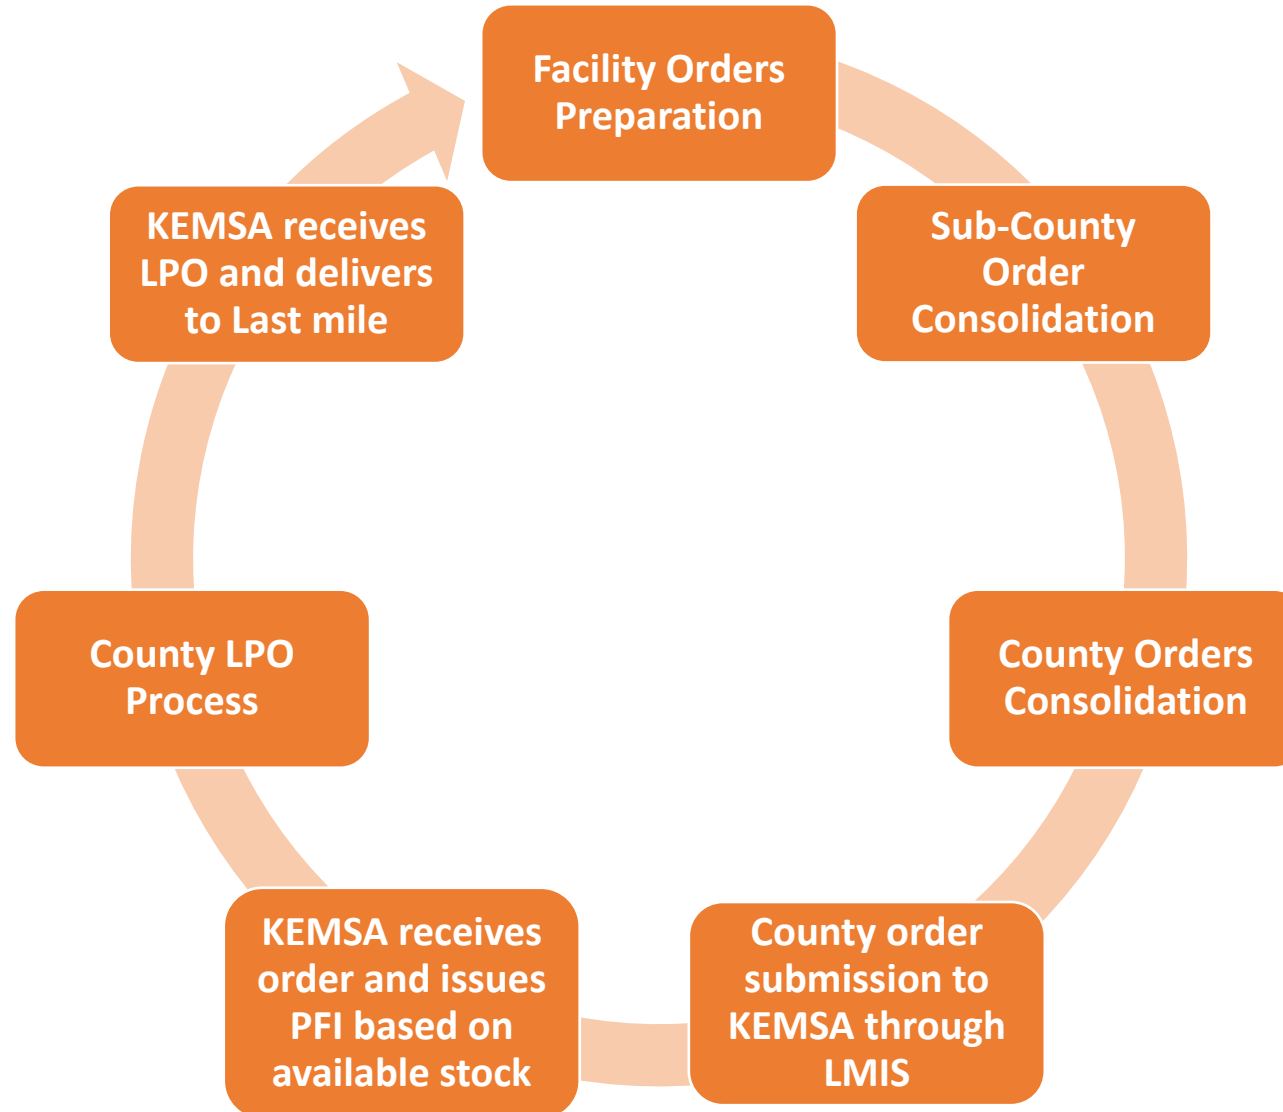 Facility Orders
Preparation
Sub-County
Order
Consolidation
County Orders
Consolidation
County order
submission to
KEMSA through
LMIS
KEMSA receives
order and issues
PFI based on
available stock
County LPO
Process
KEMSA receives
LPO and delivers
to Last mile